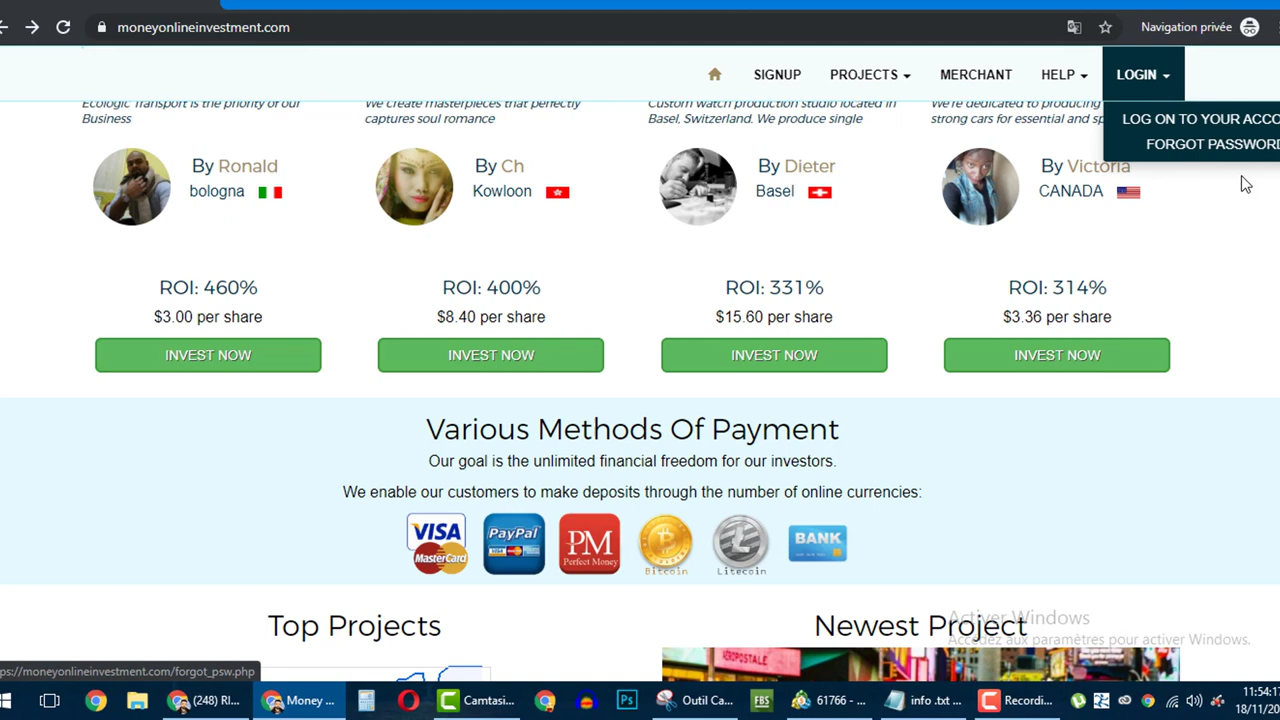 moneyonlineinvestment.com
Navigation privée
SIGNUP
PROJECTS
MERCHANT
HELP
LOGIN
LOG ON TO YOUR ACCO
FORGOT PASSWORD
Ecologic Transport is the priority of our
Business
We create masterpieces that perfectly
captures soul romance
Custom watch production studio located in
Basel, Switzerland. We produce single
We're dedicated to producing
strong cars for essential and sp
By Ronald
bologna
By Ch
Kowloon
By Dieter
Basel
By Victoria
CANADA
ROI: 460%
$3.00 per share
INVEST NOW
ROI: 400%
$8.40 per share
INVEST NOW
ROI: 331%
$15.60 per share
INVEST NOW
ROI: 314%
$3.36 per share
INVEST NOW
Various Methods Of Payment
Our goal is the unlimited financial freedom for our investors.
We enable our customers to make deposits through the number of online currencies:
VISA
MasterCard
PayPal
PM
Perfect Money
Bitcoin
Litecoin
BANK
Top Projects
Newest Project
Activer Windows
Accédez aux paramètres pour activer Windows.
AEROPOSTALE
ps://moneyonlineinvestment.com/forgot_psw.php
(248) RI...
Money ...
Camtasi...
Ps
Outil Ca...
FBS
61766 - ...
info .txt ...
Recordi...
11:54:17
18/11/20